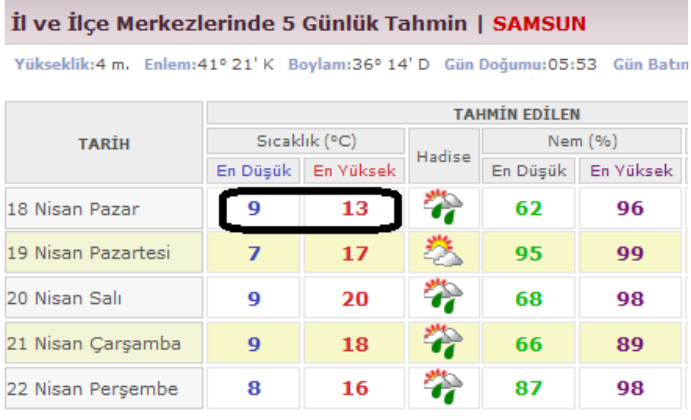 İl ve İlçe Merkezlerinde 5 Günlük Tahmin | SAMSUN
Yükseklik:4 m. Enlem:41° 21' K Boylam:36° 14' D Gün Doğumu:05:53 Gün Batım
TARİH
TAHMİN EDİLEN
Sıcaklık (°C) Hadise Nem (%)
En Düşük En Yüksek En Düşük En Yüksek
18 Nisan Pazar 9 13 62 96
19 Nisan Pazartesi 7 17 95 99
20 Nisan Salı 9 20 68 98
21 Nisan Çarşamba 9 18 66 89
22 Nisan Perşembe 8 16 87 98